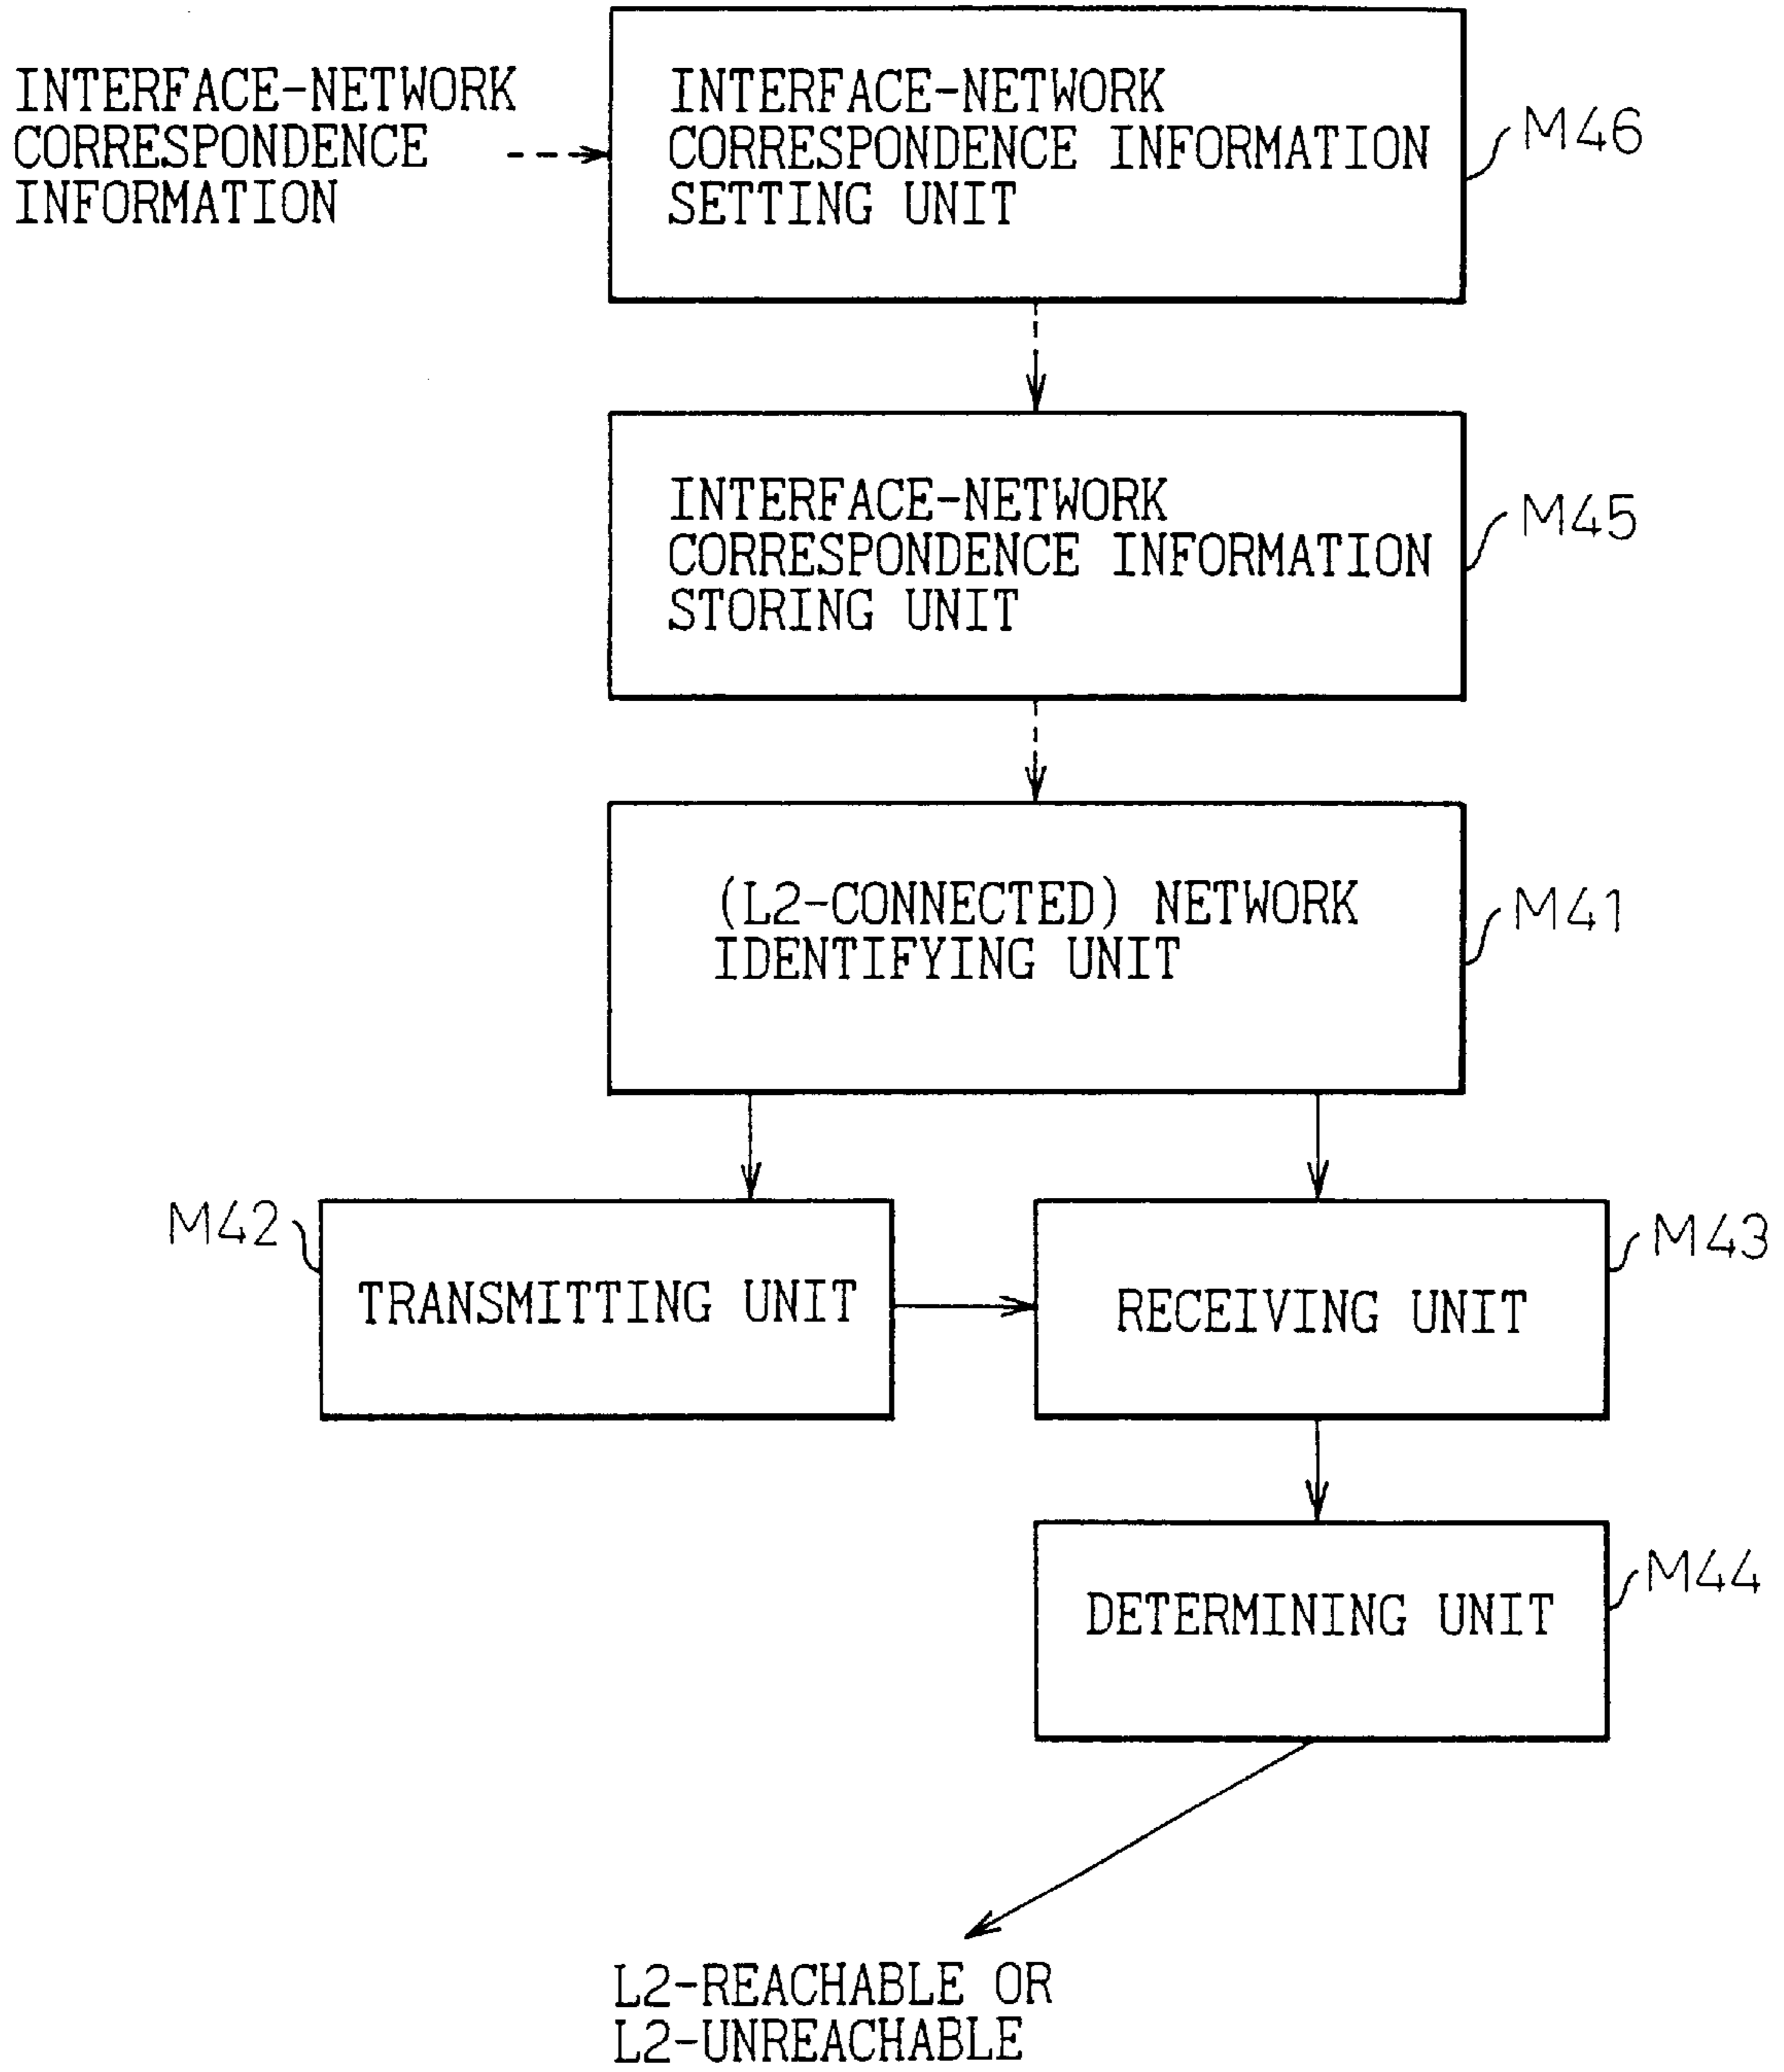 INTERFACE-NETWORK
CORRESPONDENCE
INFORMATION
INTERFACE-NETWORK
CORRESPONDENCE INFORMATION
SETTING UNIT
M46
INTERFACE-NETWORK
CORRESPONDENCE INFORMATION
STORING UNIT
M45
(L2-CONNECTED) NETWORK
IDENTIFYING UNIT
M41
M42
TRANSMITTING UNIT
RECEIVING UNIT
M43
DETERMINING UNIT
M44
L2-REACHABLE OR
L2-UNREACHABLE